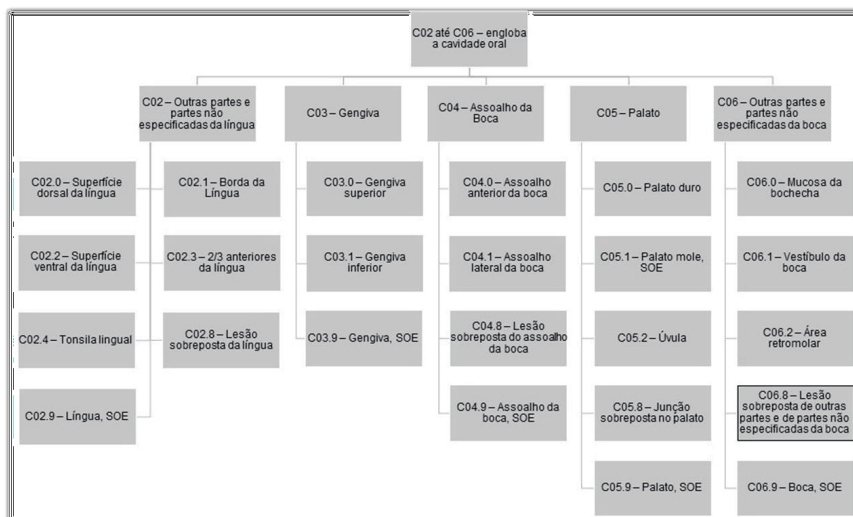 C02 até C06 – engloba
a cavidade oral
C02 – Outras partes e
partes não
especificadas da língua
C03 – Gengiva
C04 – Assoalho da
Boca
C05 – Palato
C06 – Outras partes e
partes não
especificadas da boca
C02.0 – Superfície
dorsal da língua
C02.1 – Borda da
Língua
C03.0 – Gengiva
superior
C04.0 – Assoalho
anterior da boca
C05.0 – Palato duro
C06.0 – Mucosa da
bochecha
C02.2 – Superfície
ventral da língua
C02.3 – 2/3 anteriores
da língua
C03.1 – Gengiva
inferior
C04.1 – Assoalho
lateral da boca
C05.1 – Palato mole,
SOE
C06.1 – Vestíbulo da
boca
C02.4 – Tonsila lingual
C02.8 – Lesão
sobreposta da língua
C03.9 – Gengiva, SOE
C04.8 – Lesão
sobreposta do assoalho
da boca
C05.2 – Úvula
C06.2 – Área
retromolar
C02.9 – Língua, SOE
C04.9 – Assoalho da
boca, SOE
C05.8 – Junção
sobreposta no palato
C06.8 – Lesão
sobreposta de outras
partes e de partes não
especificadas da boca
C05.9 – Palato, SOE
C06.9 – Boca, SOE